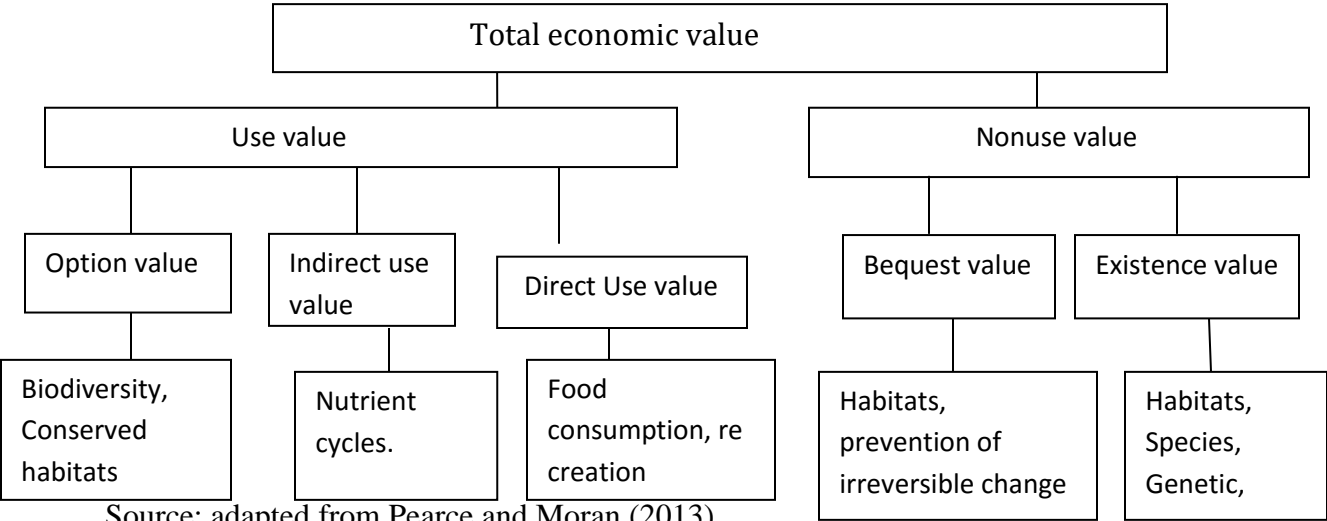 Total economic value
Use value
Nonuse value
Option value
Indirect use
value
Direct Use value
Bequest value
Existence value
Biodiversity,
Conserved
habitats
Nutrient
cycles.
Food
consumption, re
creation
Habitats,
prevention of
irreversible change
Habitats,
Species,
Genetic,
Source: adapted from Pearce and Moran (2013)